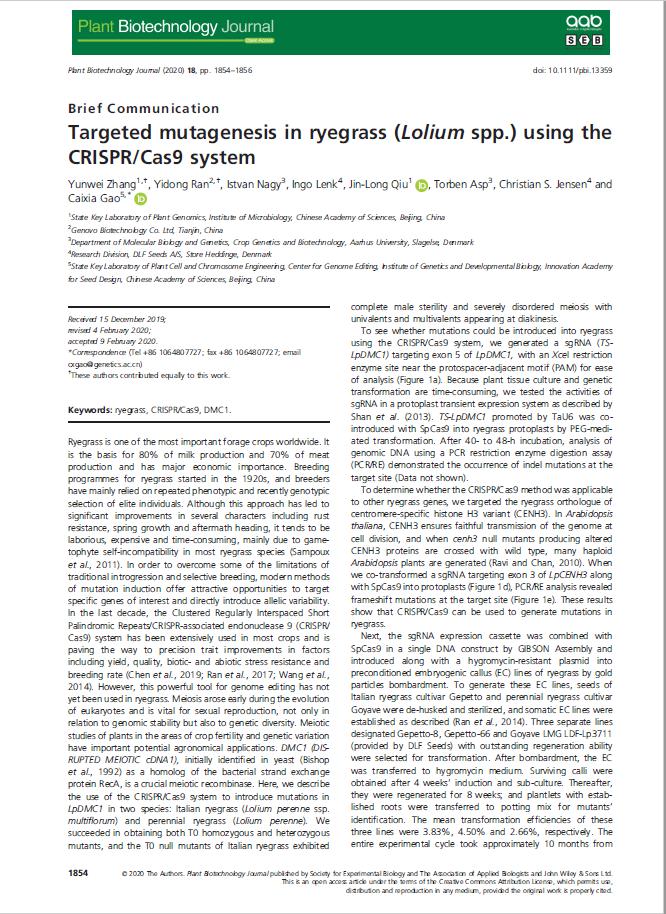 Plant Biotechnology Journal
Open Access
aab
SEB
Plant Biotechnology Journal (2020) 18, pp. 1854–1856
doi: 10.1111/pbi.13359
Brief Communication
Targeted mutagenesis in ryegrass (Lolium spp.) using the
CRISPR/Cas9 system
Yunwei Zhang1,†, Yidong Ran2,†, Istvan Nagy3, Ingo Lenk4, Jin-Long Qiu1 iD, Torben Asp3, Christian S. Jensen4 and
Caixia Gao5,* iD
1State Key Laboratory of Plant Genomics, Institute of Microbiology, Chinese Academy of Sciences, Beijing, China
2Genovo Biotechnology Co. Ltd, Tianjin, China
3Department of Molecular Biology and Genetics, Crop Genetics and Biotechnology, Aarhus University, Slagelse, Denmark
4Research Division, DLF Seeds A/S, Store Heddinge, Denmark
5State Key Laboratory of Plant Cell and Chromosome Engineering, Center for Genome Editing, Institute of Genetics and Developmental Biology, Innovation Academy
for Seed Design, Chinese Academy of Sciences, Beijing, China
Received 15 December 2019;
revised 4 February 2020;
accepted 9 February 2020.
*Correspondence (Tel +86 1064807727; fax +86 1064807727; email
cxgao@genetics.ac.cn)
†These authors contributed equally to this work.
Keywords: ryegrass, CRISPR/Cas9, DMC1.
Ryegrass is one of the most important forage crops worldwide. It
is the basis for 80% of milk production and 70% of meat
production and has major economic importance. Breeding
programmes for ryegrass started in the 1920s, and breeders
have mainly relied on repeated phenotypic and recently genotypic
selection of elite individuals. Although this approach has led to
significant improvements in several characters including rust
resistance, spring growth and aftermath heading, it tends to be
laborious, expensive and time-consuming, mainly due to game-
tophyte self-incompatibility in most ryegrass species (Sampoux
et al., 2011). In order to overcome some of the limitations of
traditional introgression and selective breeding, modern methods
of mutation induction offer attractive opportunities to target
specific genes of interest and directly introduce allelic variability.
In the last decade, the Clustered Regularly Interspaced Short
Palindromic Repeats/CRISPR-associated endonuclease 9 (CRISPR/
Cas9) system has been extensively used in most crops and is
paving the way to precision trait improvements in factors
including yield, quality, biotic- and abiotic stress resistance and
breeding rate (Chen et al., 2019; Ran et al., 2017; Wang et al.,
2014). However, this powerful tool for genome editing has not
yet been used in ryegrass. Meiosis arose early during the evolution
of eukaryotes and is vital for sexual reproduction, not only in
relation to genomic stability but also to genetic diversity. Meiotic
studies of plants in the areas of crop fertility and genetic variation
have important potential agronomical applications. DMC1 (DIS-
RUPTED MEIOTIC cDNA1), initially identified in yeast (Bishop
et al., 1992) as a homolog of the bacterial strand exchange
protein RecA, is a crucial meiotic recombinase. Here, we describe
the use of the CRISPR/Cas9 system to introduce mutations in
LpDMC1 in two species: Italian ryegrass (Lolium perenne ssp.
multiflorum) and perennial ryegrass (Lolium perenne). We
succeeded in obtaining both T0 homozygous and heterozygous
mutants, and the T0 null mutants of Italian ryegrass exhibited
complete male sterility and severely disordered meiosis with
univalents and multivalents appearing at diakinesis.
To see whether mutations could be introduced into ryegrass
using the CRISPR/Cas9 system, we generated a sgRNA (TS-
LpDMC1) targeting exon 5 of LpDMC1, with an XceI restriction
enzyme site near the protospacer-adjacent motif (PAM) for ease
of analysis (Figure 1a). Because plant tissue culture and genetic
transformation are time-consuming, we tested the activities of
sgRNA in a protoplast transient expression system as described by
Shan et al. (2013). TS-LpDMC1 promoted by TaU6 was co-
introduced with SpCas9 into ryegrass protoplasts by PEG-medi-
ated transformation. After 40- to 48-h incubation, analysis of
genomic DNA using a PCR restriction enzyme digestion assay
(PCR/RE) demonstrated the occurrence of indel mutations at the
target site (Data not shown).
To determine whether the CRISPR/Cas9 method was applicable
to other ryegrass genes, we targeted the ryegrass orthologue of
centromere-specific histone H3 variant (CENH3). In Arabidopsis
thaliana, CENH3 ensures faithful transmission of the genome at
cell division, and when cenh3 null mutants producing altered
CENH3 proteins are crossed with wild type, many haploid
Arabidopsis plants are generated (Ravi and Chan, 2010). When
we co-transformed a sgRNA targeting exon 3 of LpCENH3 along
with SpCas9 into protoplasts (Figure 1d), PCR/RE analysis revealed
frameshift mutations at the target site (Figure 1e). These results
show that CRISPR/Cas9 can be used to generate mutations in
ryegrass.
Next, the sgRNA expression cassette was combined with
SpCas9 in a single DNA construct by GIBSON Assembly and
introduced along with a hygromycin-resistant plasmid into
preconditioned embryogenic callus (EC) lines of ryegrass by gold
particles bombardment. To generate these EC lines, seeds of
Italian ryegrass cultivar Gepetto and perennial ryegrass cultivar
Goyave were de-husked and sterilized, and somatic EC lines were
established as described (Ran et al., 2014). Three separate lines
designated Gepetto-8, Gepetto-66 and Goyave LMG LDF-Lp3711
(provided by DLF Seeds) with outstanding regeneration ability
were selected for transformation. After bombardment, the EC
was transferred to hygromycin medium. Surviving calli were
obtained after 4 weeks' induction and sub-culture. Thereafter,
they were regenerated for 8 weeks; and plantlets with estab-
lished roots were transferred to potting mix for mutants'
identification. The mean transformation efficiencies of these
three lines were 3.83%, 4.50% and 2.66%, respectively. The
entire experimental cycle took approximately 10 months from
1854
© 2020 The Authors. Plant Biotechnology Journal published by Society for Experimental Biology and The Association of Applied Biologists and John Wiley & Sons Ltd.
This is an open access article under the terms of the Creative Commons Attribution License, which permits use,
distribution and reproduction in any medium, provided the original work is properly cited.